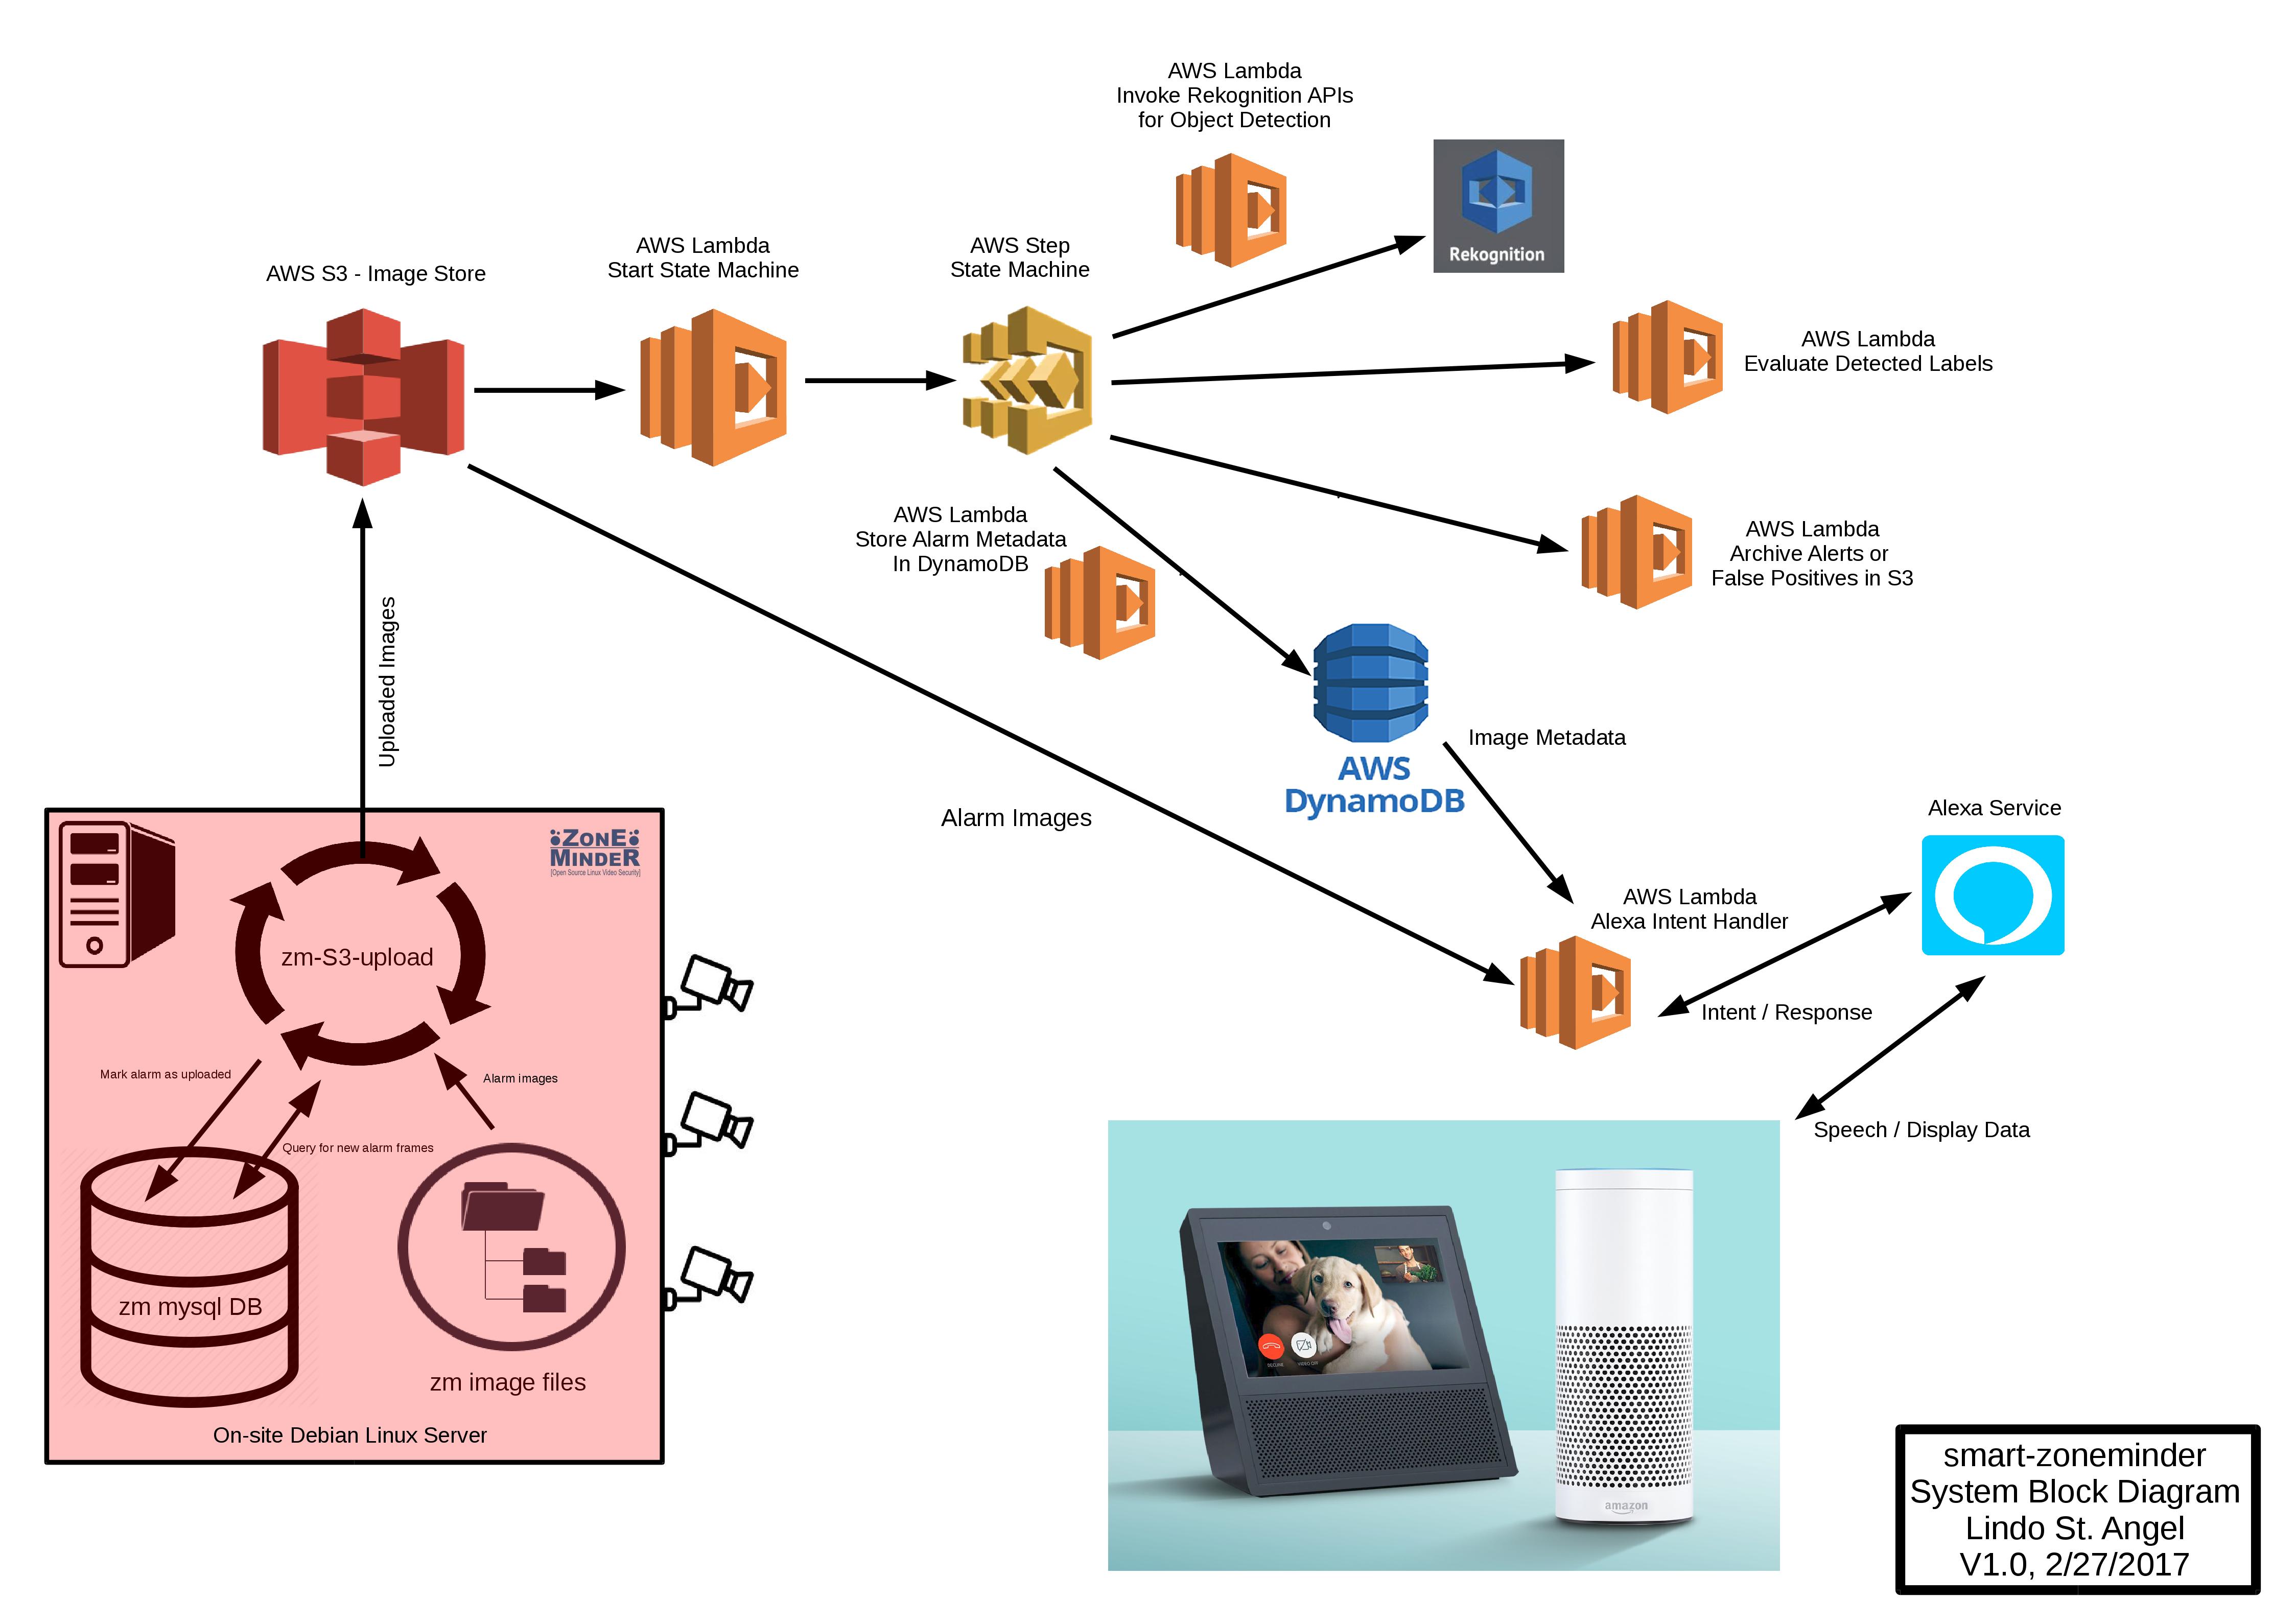 AWS Lambda
Invoke Rekognition APIs
for Object Detection
Rekognition
AWS S3 - Image Store
AWS Lambda
Start State Machine
AWS Step
State Machine
AWS Lambda
Evaluate Detected Labels
AWS Lambda
Store Alarm Metadata
In DynamoDB
AWS Lambda
Archive Alerts or
False Positives in S3
Uploaded Images
AWS
DynamoDB
Image Metadata
Alarm Images
Alexa Service
AWS Lambda
Alexa Intent Handler
Intent / Response
Speech / Display Data
ZONE
MINDER
[Open Source Linux Video Security]
zm-S3-upload
Mark alarm as uploaded
Alarm images
Query for new alarm frames
zm mysql DB
zm image files
On-site Debian Linux Server
DECLINE
VIDEO OFF
amazon
smart-zoneminder
System Block Diagram
Lindo St. Angel
V1.0, 2/27/2017